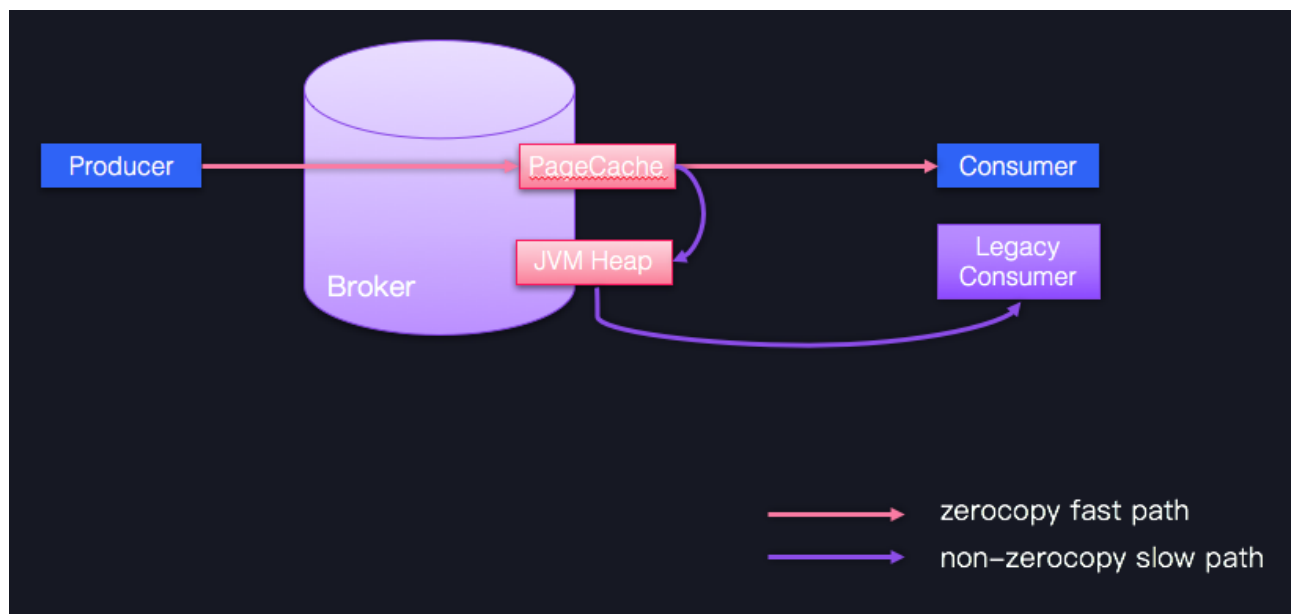 Producer
PageCache
Consumer
JVM Heap
Legacy
Consumer
Broker
zerocopy fast path
non-zerocopy slow path